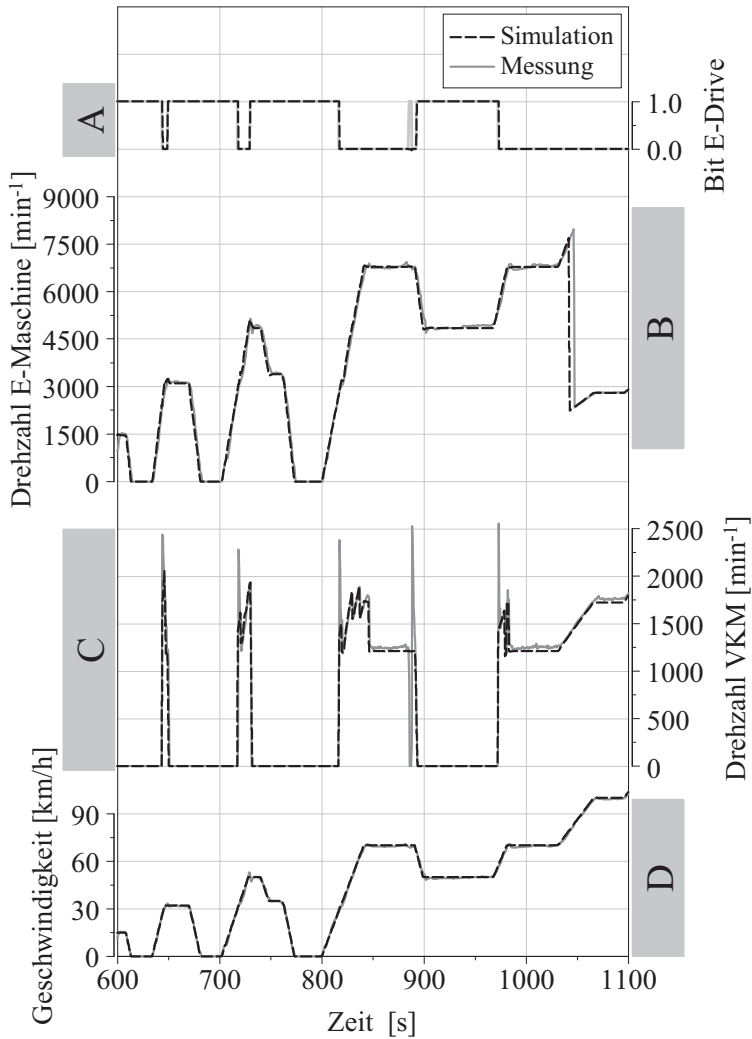 Simulation
Messung
A
1.0
0.0
Bit E-Drive
9000
7500
6000
4500
3000
1500
0
Drehzahl E-Maschine [min-1]
B
C
2500
2000
1500
1000
500
0
Drehzahl VKM [min-1]
90
60
30
0
Geschwindigkeit [km/h]
D
600 700 800 900 1000 1100
Zeit [s]